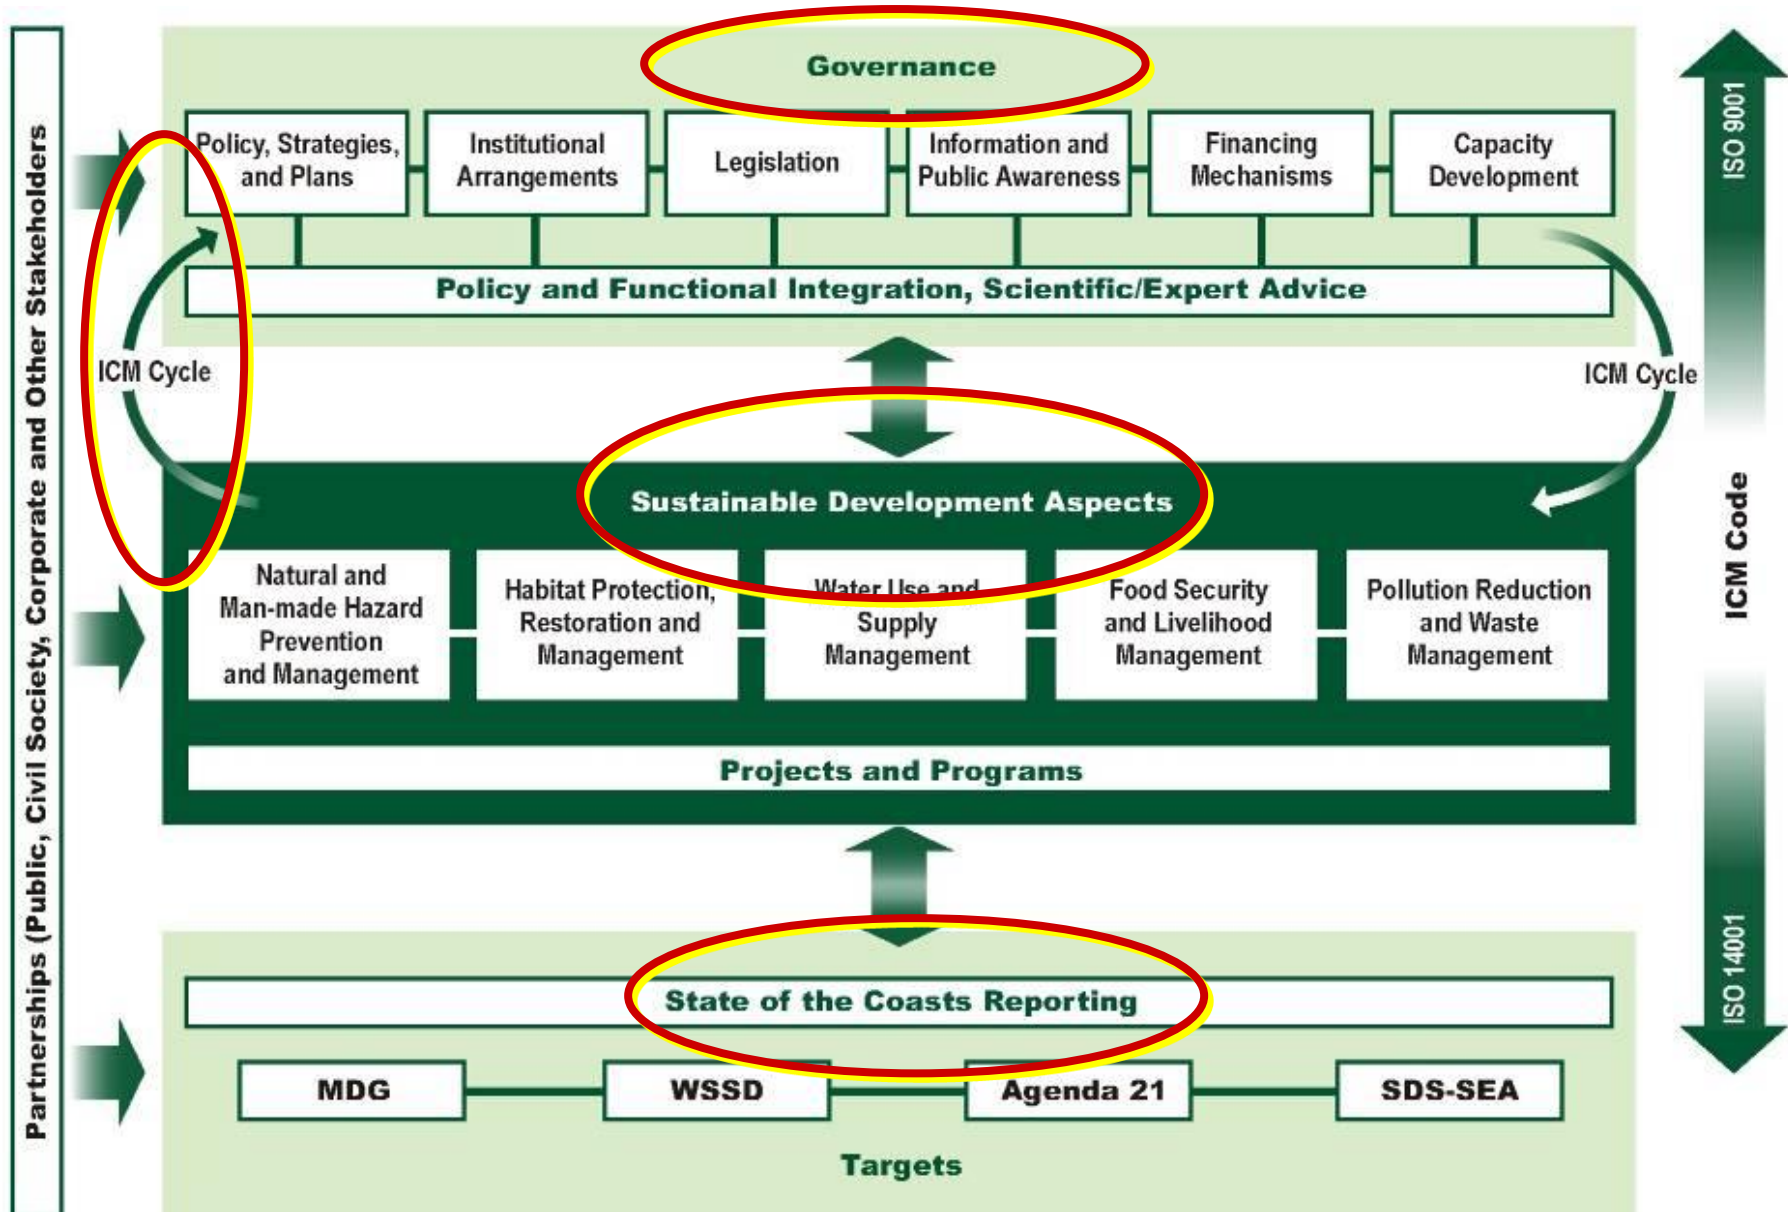 Partnerships (Public, Civil Society, Corporate and Other Stakeholders
Governance
Policy, Strategies,
and Plans
Institutional
Arrangements
Legislation
Information and
Public Awareness
Financing
Mechanisms
Capacity
Development
Policy and Functional Integration, Scientific/Expert Advice
ICM Cycle
ICM Cycle
Sustainable Development Aspects
Natural and
Man-made Hazard
Prevention
and Management
Habitat Protection,
Restoration and
Management
Water Use and
Supply
Management
Food Security
and Livelihood
Management
Pollution Reduction
and Waste
Management
Projects and Programs
State of the Coasts Reporting
MDG
WSSD
Agenda 21
SDS-SEA
Targets
ISO 9001
ICM Code
ISO 14001